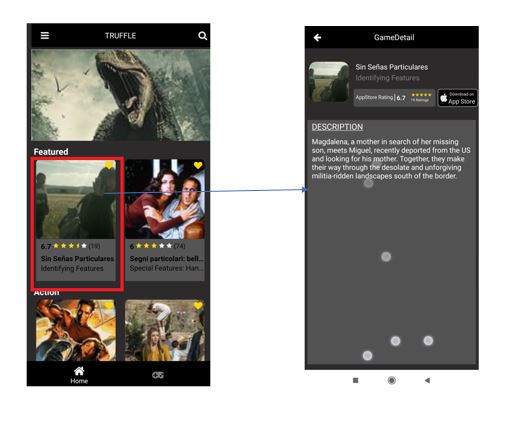 TRUFFLE
Featured
6.7 (19)
Sin Señas Particulares
Identifying Features
6 (74)
Segni particolari: bell...
Special Features: Han...
Action
Home
GameDetail
Sin Señas Particulares
Identifying Features
AppStore Rating | 6.7
19 Ratings
Download on
App Store
DESCRIPTION
Magdalena, a mother in search of her missing
son, meets Miguel, recently deported from the US
and looking for his mother. Together, they make
their way through the desolate and unforgiving
militia-ridden landscapes south of the border.